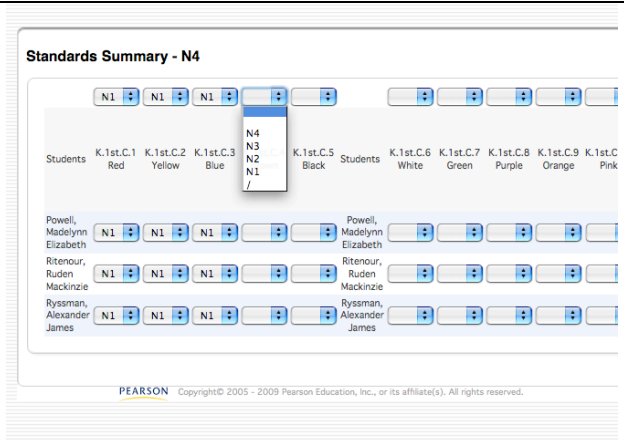 Standards Summary - N4
N1 N1 N1
N4
N3
N2
N1
/
Students K.1st.C.1 K.1st.C.2 K.1st.C.3 K.1st.C.5 Students K.1st.C.6 K.1st.C.7 K.1st.C.8 K.1st.C.9 K.1st.C
Red Yellow Blue Black White Green Purple Orange Pink
Powell, Powell,
Madelynn N1 N1 N1 Madelynn
Elizabeth Elizabeth
Ritenour, Ritenour,
Ruden N1 N1 N1 Ruden
Mackinzie Mackinzie
Ryssman, Ryssman,
Alexander N1 N1 N1 Alexander
James James
PEARSON Copyright© 2005 - 2009 Pearson Education, Inc., or its affiliate(s). All rights reserved.